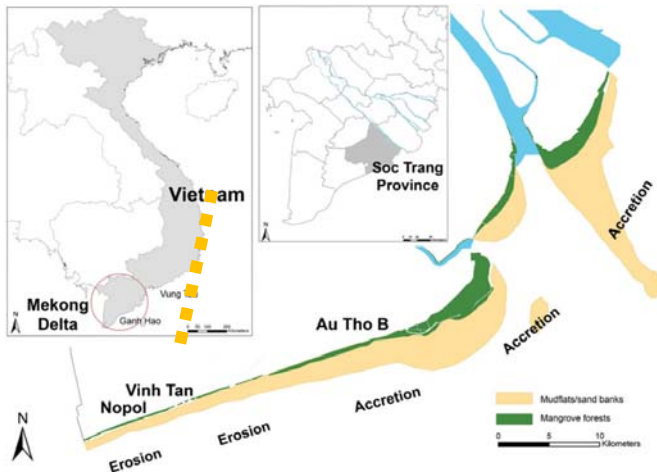 Vietnam
Vung Tau
Mekong
Delta
Ganh Hao
N
Kilometers
Soc Trang
Province
N
Accretion
Au Tho B
Accretion
Vinh Tan
Nopol
Accretion
Erosion
Erosion
N
Mudflats/sand banks
Mangrove forests
0 5 10
Kilometers